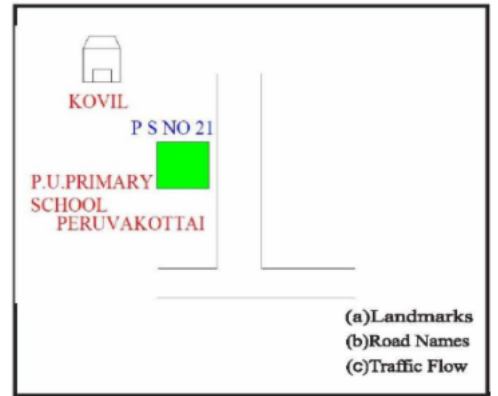 KOVIL
P S NO 21
P.U.PRIMARY
SCHOOL
PERUVAKOTTAI
(a)Landmarks
(b)Road Names
(c)Traffic Flow